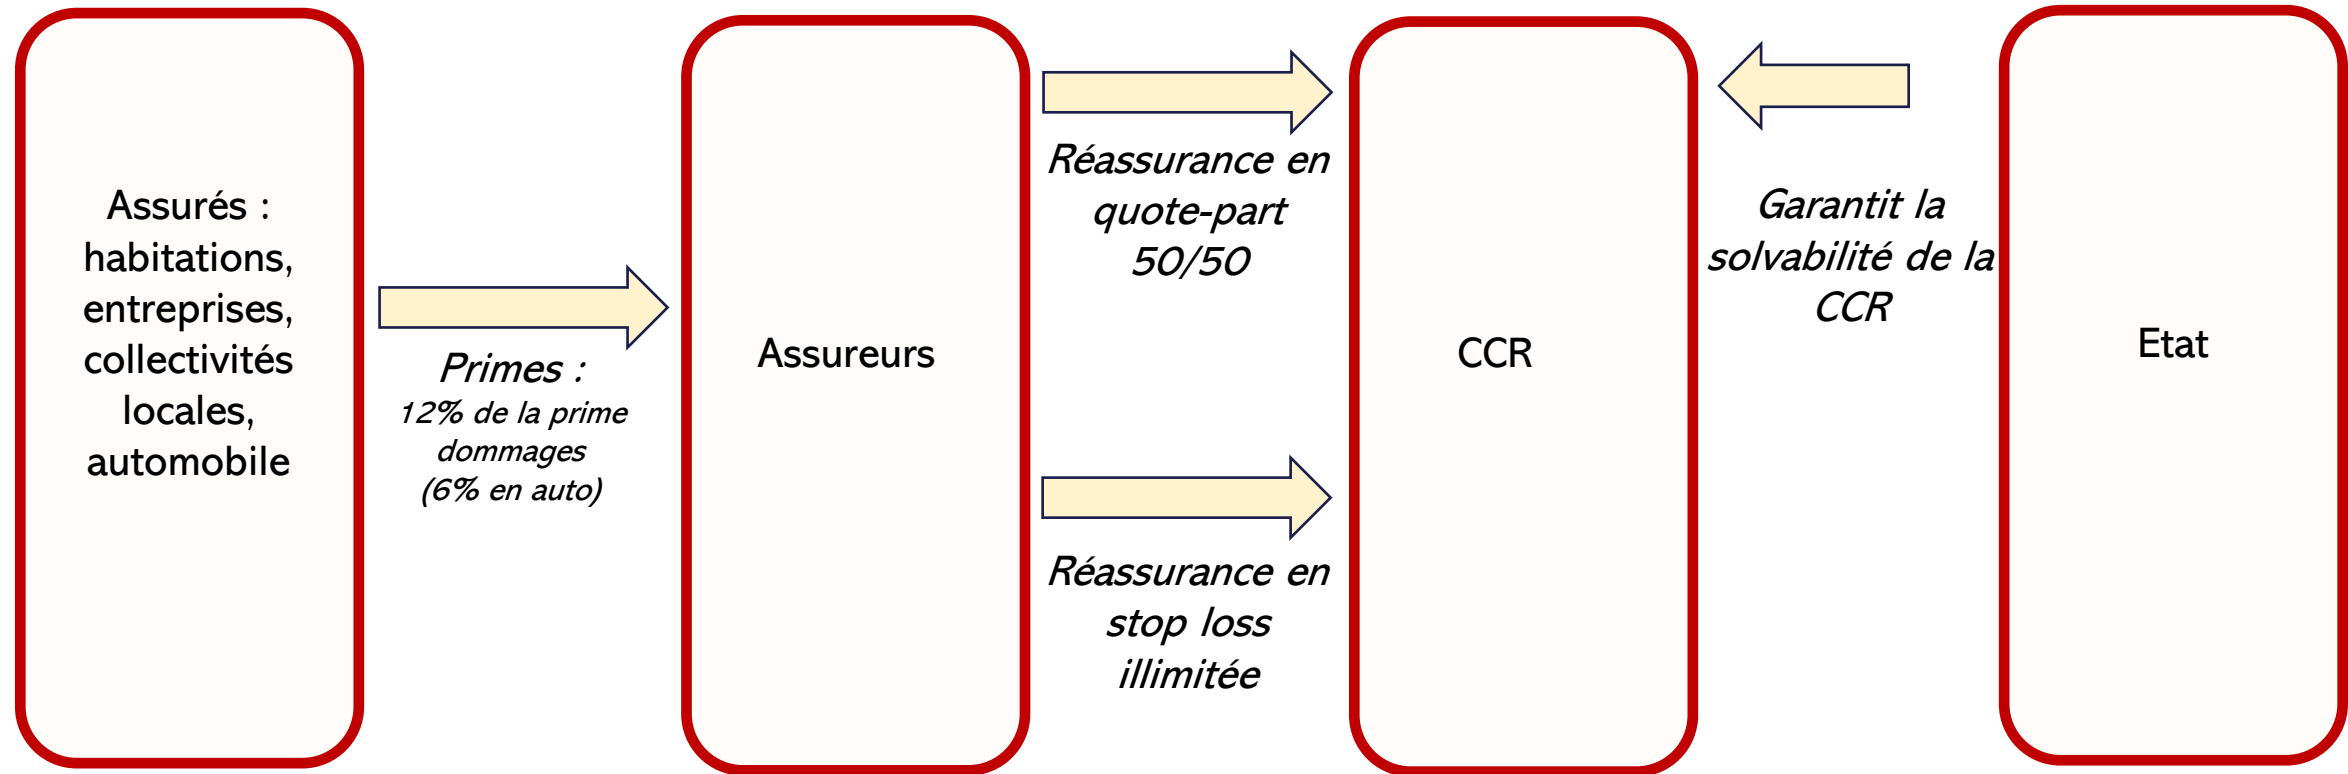 Assurés :
habitations,
entreprises,
collectivités
locales,
automobile
Primes :
12% de la prime
dommages
(6% en auto)
Assureurs
Réassurance en
quote-part
50/50
Réassurance en
stop loss
illimitée
CCR
Garantit la
solvabilité de la
CCR
Etat